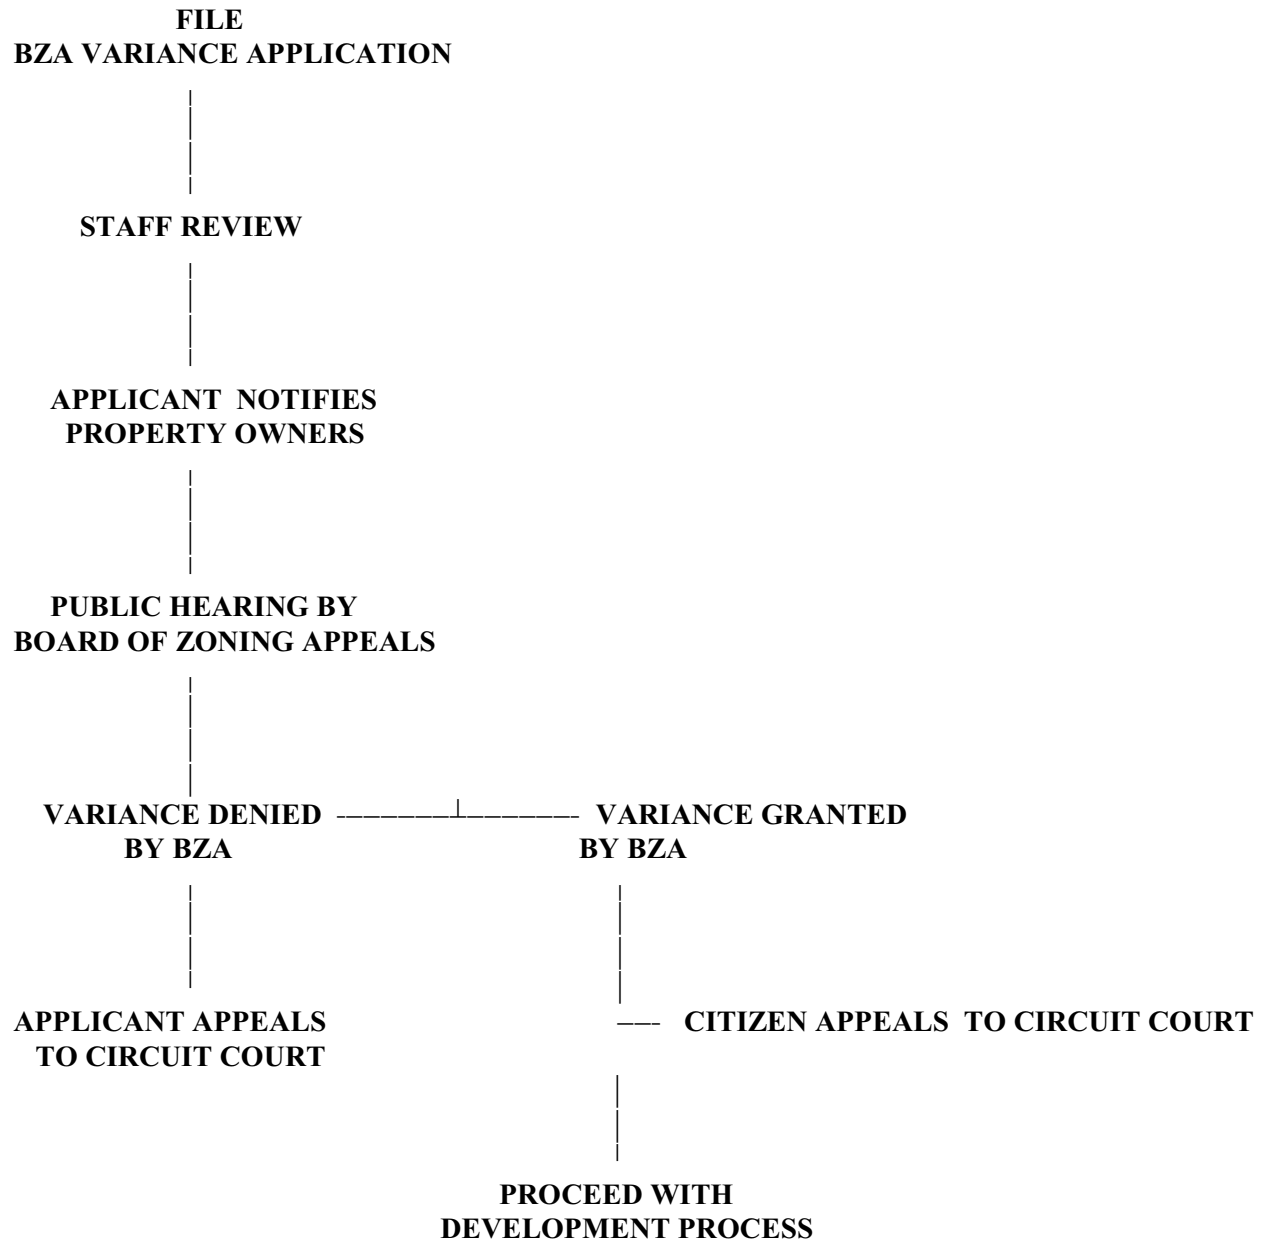 FILE
BZA VARIANCE APPLICATION
STAFF REVIEW
APPLICANT NOTIFIES
PROPERTY OWNERS
PUBLIC HEARING BY
BOARD OF ZONING APPEALS
VARIANCE DENIED
BY BZA
VARIANCE GRANTED
BY BZA
APPLICANT APPEALS
TO CIRCUIT COURT
CITIZEN APPEALS TO CIRCUIT COURT
PROCEED WITH
DEVELOPMENT PROCESS